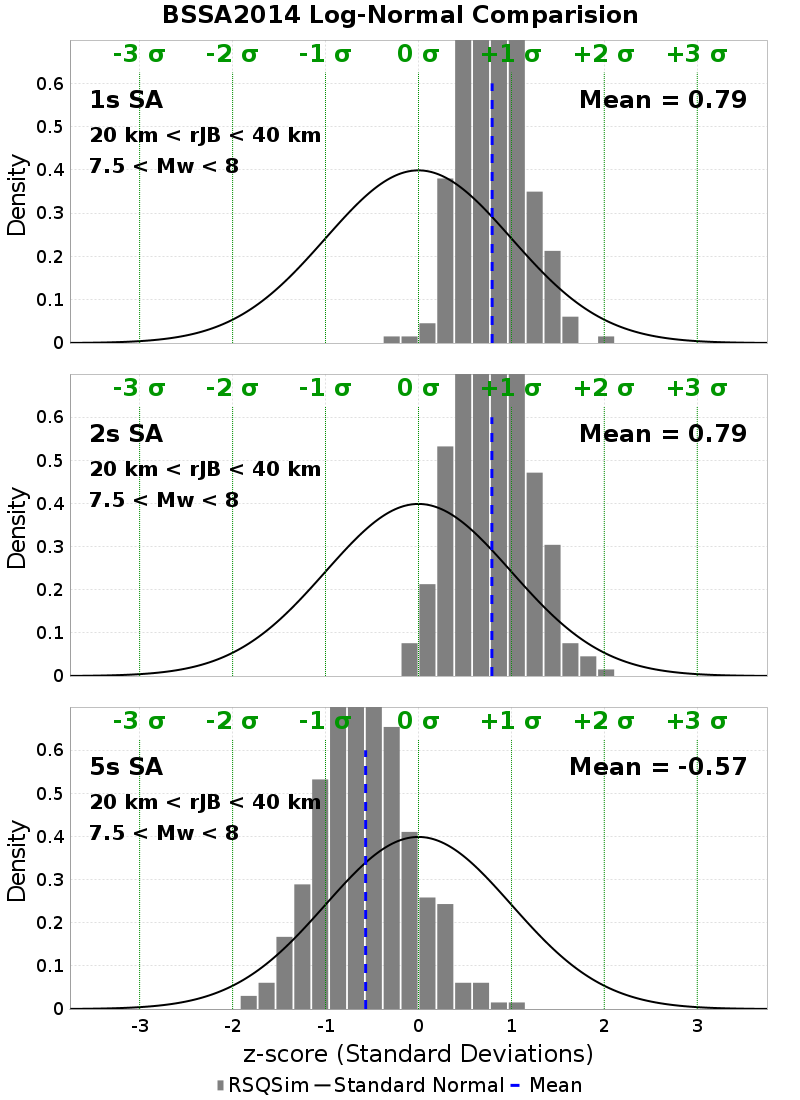 BSSA2014 Log-Normal Comparision
-3 σ -2 σ -1 σ 0 σ +1 σ +2 σ +3 σ
1s SA
Mean = 0.79
20 km < rJB < 40 km
7.5 < Mw < 8
Density
0.6
0.5
0.4
0.3
0.2
0.1
0
-3 σ -2 σ -1 σ 0 σ +1 σ +2 σ +3 σ
2s SA
Mean = 0.79
20 km < rJB < 40 km
7.5 < Mw < 8
Density
0.6
0.5
0.4
0.3
0.2
0.1
0
-3 σ -2 σ -1 σ 0 σ +1 σ +2 σ +3 σ
5s SA
Mean = -0.57
20 km < rJB < 40 km
7.5 < Mw < 8
Density
0.6
0.5
0.4
0.3
0.2
0.1
0
-3 -2 -1 0 1 2 3
z-score (Standard Deviations)
RSQSim Standard Normal Mean